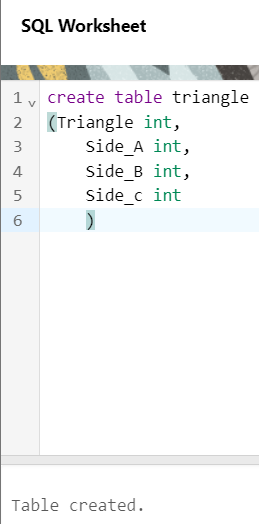 SQL Worksheet
1 create table triangle
2 (Triangle int,
3 Side_A int,
4 Side_B int,
5 Side_c int
6 )
Table created.